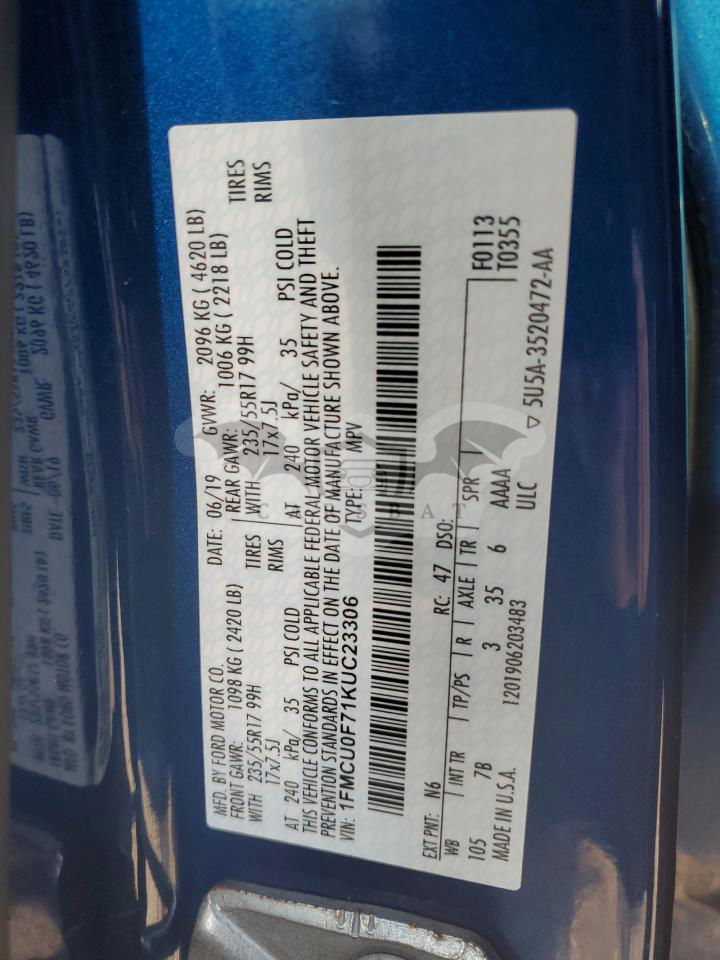 MFD. BY FORD MOTOR CO.
DATE: 06/19 GVWR: 2096 KG ( 4620 LB)
FRONT GAWR: 1098 KG ( 2420 LB) REAR GAWR: 1006 KG ( 2218 LB)
WITH 235/55R17 99H TIRES WITH 235/55R17 99H TIRES
17x7.5J RIMS 17x7.5J RIMS
AT 240 kPa/ 35 PSI COLD AT 240 kPa/ 35 PSI COLD
THIS VEHICLE CONFORMS TO ALL APPLICABLE FEDERAL MOTOR VEHICLE SAFETY AND THEFT
PREVENTION STANDARDS IN EFFECT ON THE DATE OF MANUFACTURE SHOWN ABOVE.
VIN: 1FMCU0F71KUC23306 TYPE: MPV
EXT PNT: N6 RC: 47 DSO: F0113
WB INT TR TP/PS R AXLE TR SPR T0355
105 7B 3 35 6 AAAA
MADE IN U.S.A. 1201906203483 ULC ▽ 5U5A-3520472-AA